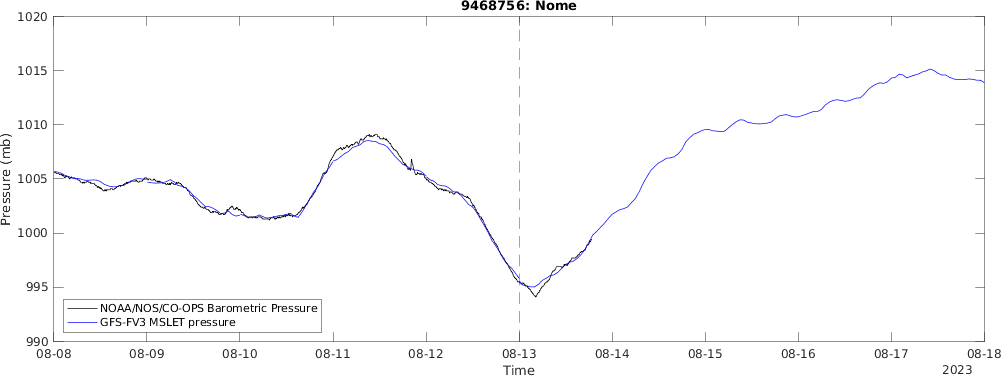 9468756: Nome
1020
1015
1010
1005
1000
995
990
Pressure (mb)
NOAA/NOS/CO-OPS Barometric Pressure
GFS-FV3 MSLET pressure
08-08 08-09 08-10 08-11 08-12 08-13 08-14 08-15 08-16 08-17 08-18
Time
2023